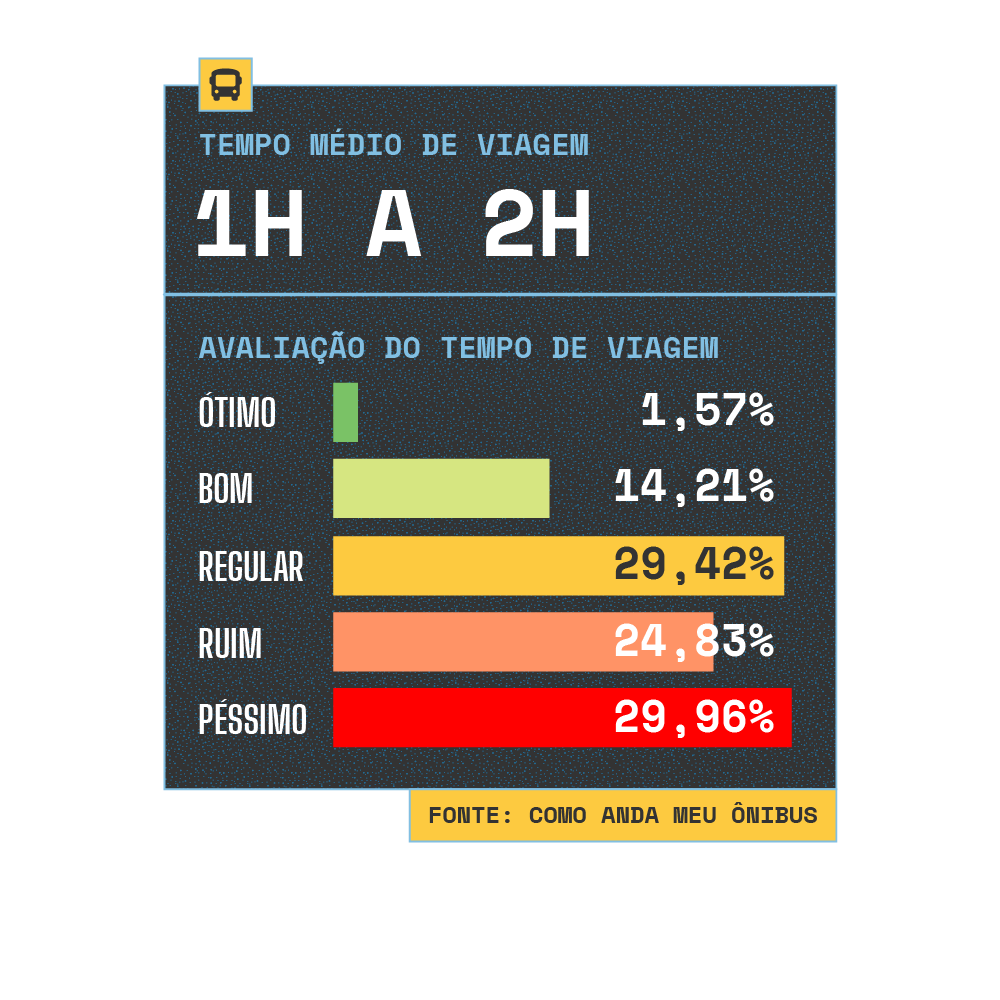 TEMPO MÉDIO DE VIAGEM
1H A 2H
AVALIAÇÃO DO TEMPO DE VIAGEM
ÓTIMO 1,57%
BOM 14,21%
REGULAR 29,42%
RUIM 24,83%
PÉSSIMO 29,96%
FONTE: COMO ANDA MEU ÔNIBUS